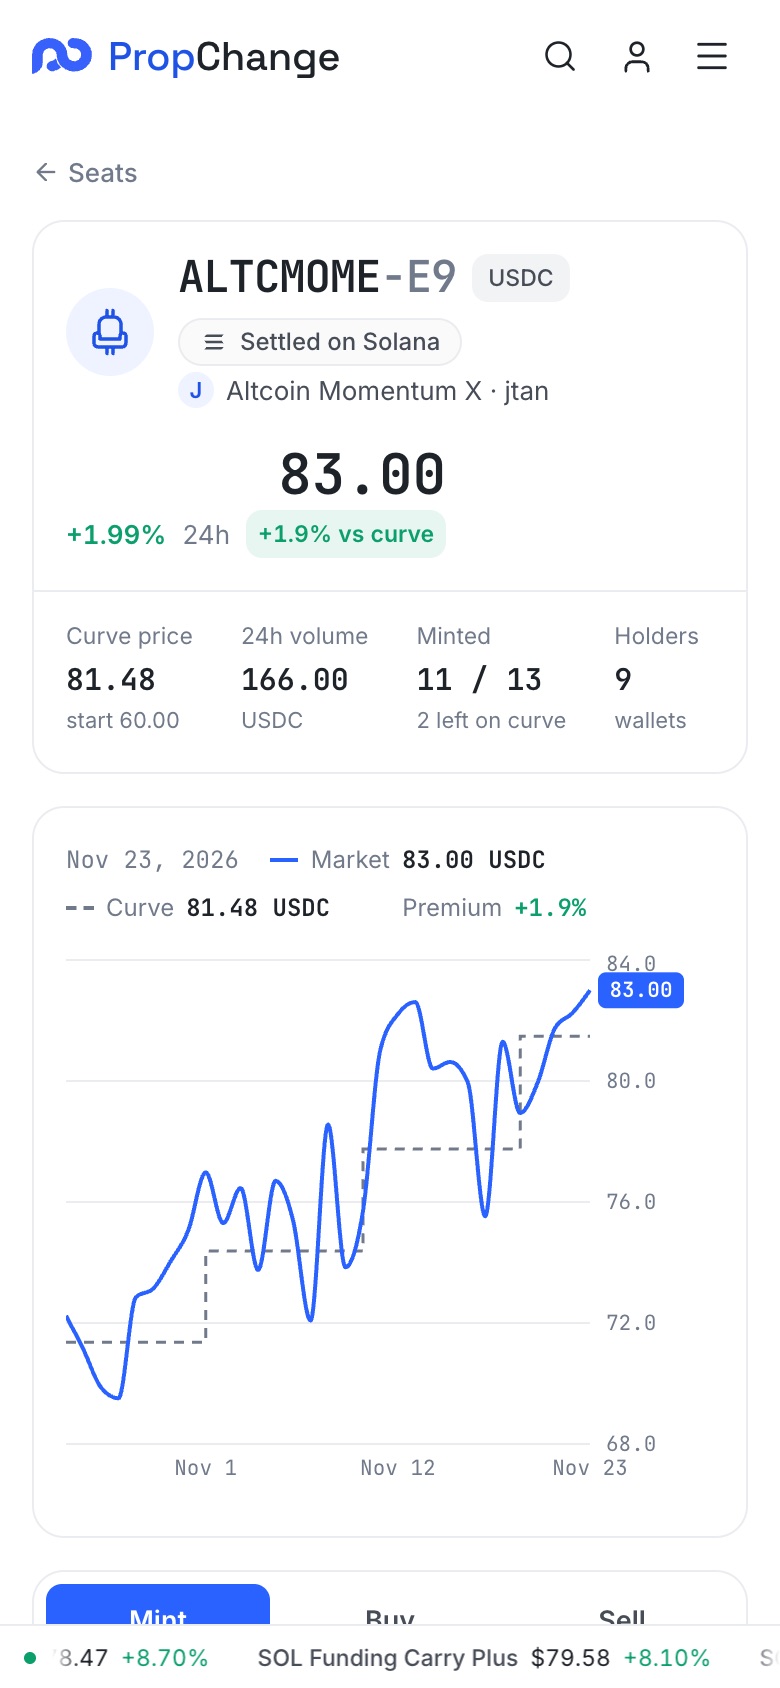 PropChange
← Seats
ALTCMOME-E9 USDC
Settled on Solana
J Altcoin Momentum X · jtan
83.00
+1.99% 24h +1.9% vs curve
Curve price 24h volume Minted Holders
81.48 166.00 11 / 13 9
start 60.00 USDC 2 left on curve wallets
Nov 23, 2026 Market 83.00 USDC
Curve 81.48 USDC Premium +1.9%
84.0
83.00
80.0
76.0
72.0
68.0
Nov 1 Nov 12 Nov 23
Mint Buy Sell
8.47 +8.70% SOL Funding Carry Plus $79.58 +8.10%